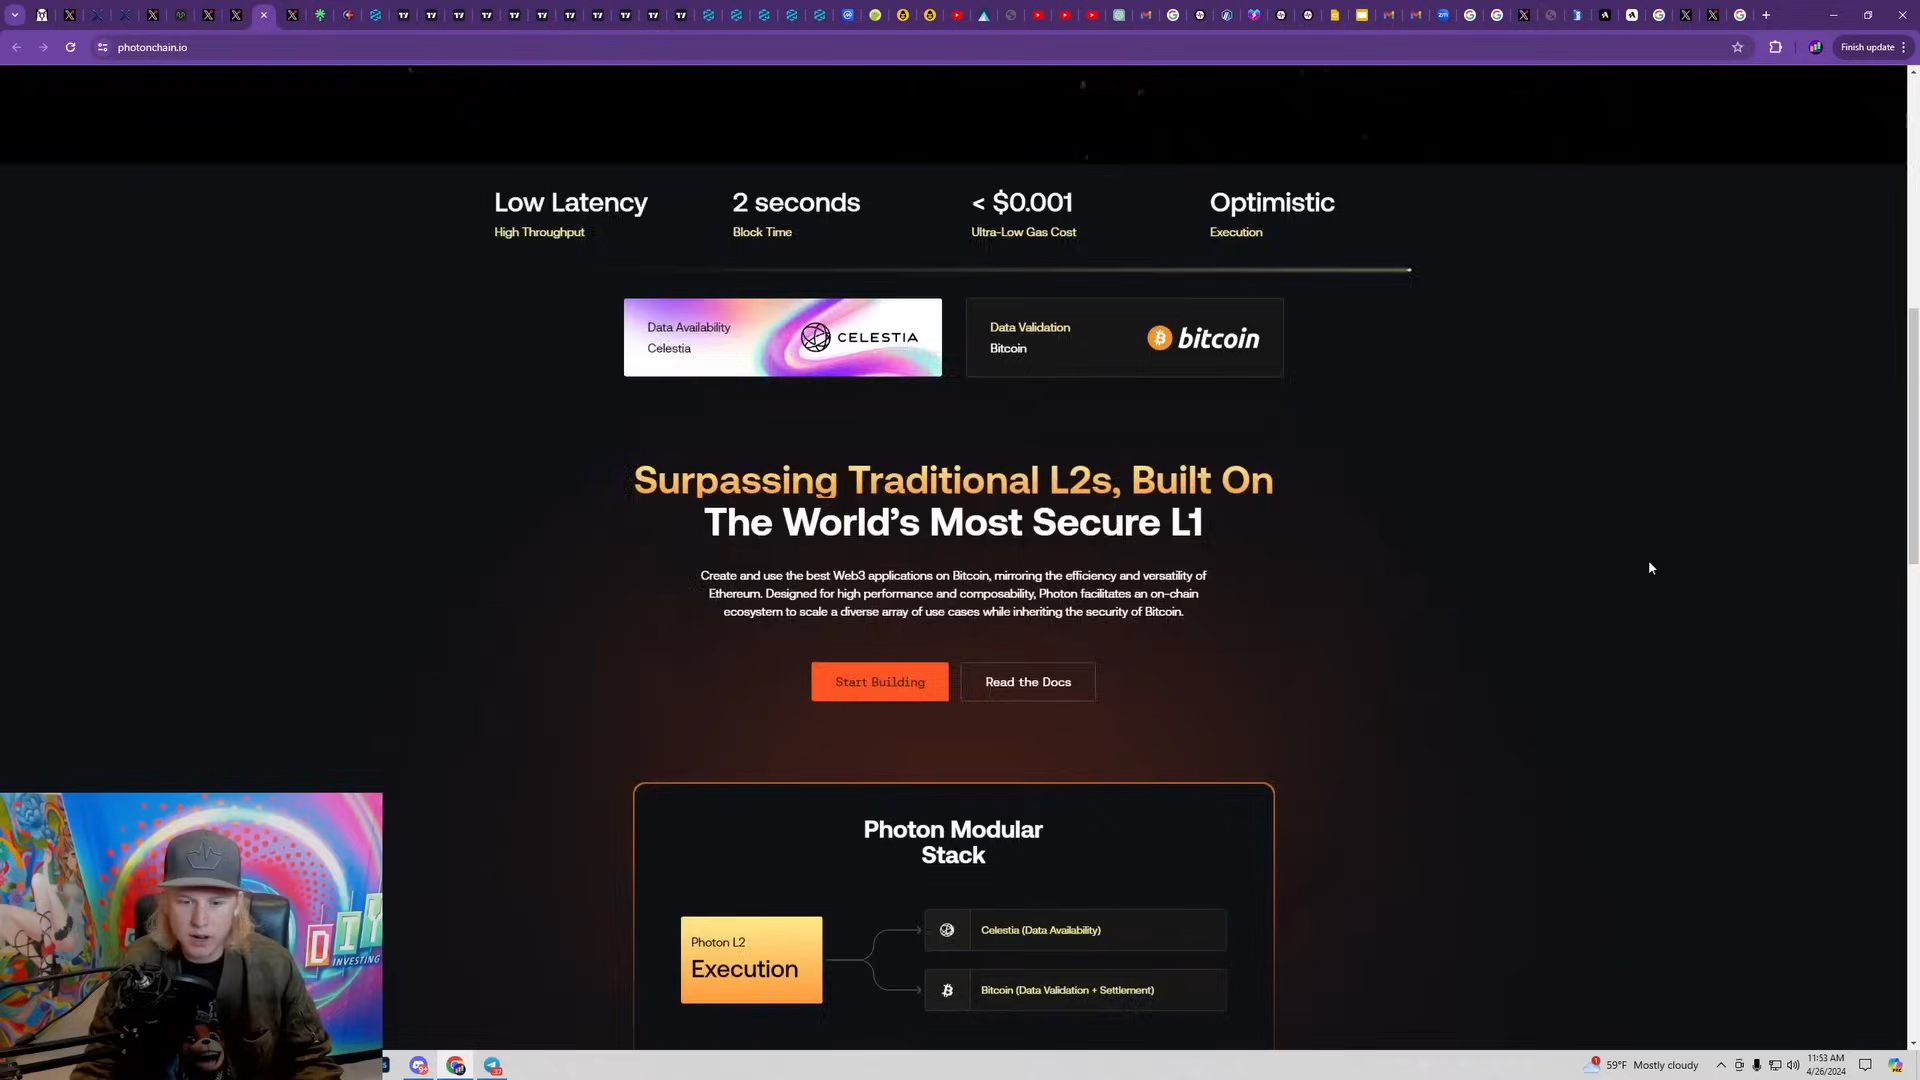 photonchain.io
Finish update
Low Latency
High Throughput
2 seconds
Block Time
< $0.001
Ultra-Low Gas Cost
Optimistic
Execution
Data Availability
Celestia
CELESTIA
Data Validation
Bitcoin
bitcoin
Surpassing Traditional L2s, Built On
The World's Most Secure L1
Create and use the best Web3 applications on Bitcoin, mirroring the efficiency and versatility of
Ethereum. Designed for high performance and composability, Photon facilitates an on-chain
ecosystem to scale a diverse array of use cases while inheriting the security of Bitcoin.
Start Building
Read the Docs
Photon Modular
Stack
Photon L2
Execution
Celestia (Data Availability)
Bitcoin (Data Validation + Settlement)
DIY
INVESTING
59°F Mostly cloudy
11:53 AM
4/26/2024